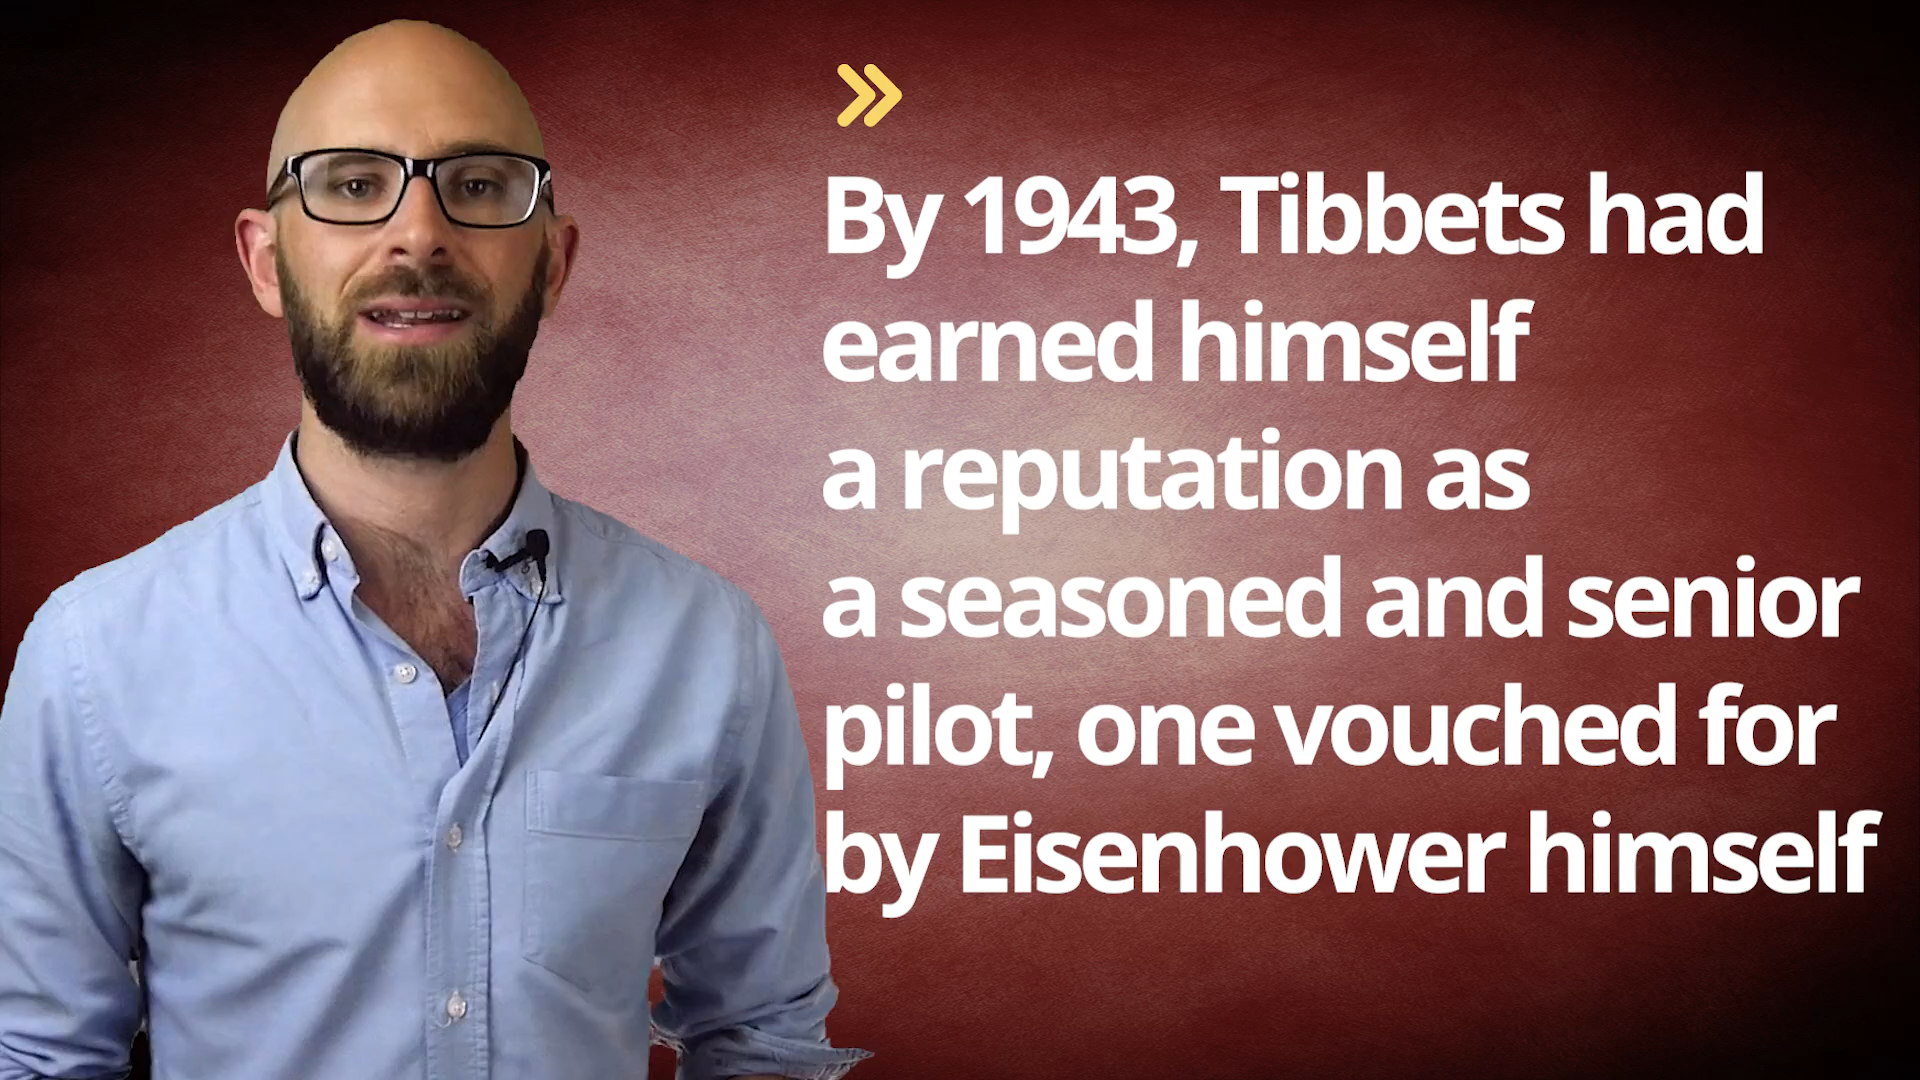 By 1943, Tibbets had
earned himself
a reputation as
a seasoned and senior
pilot, one vouched for
by Eisenhower himself